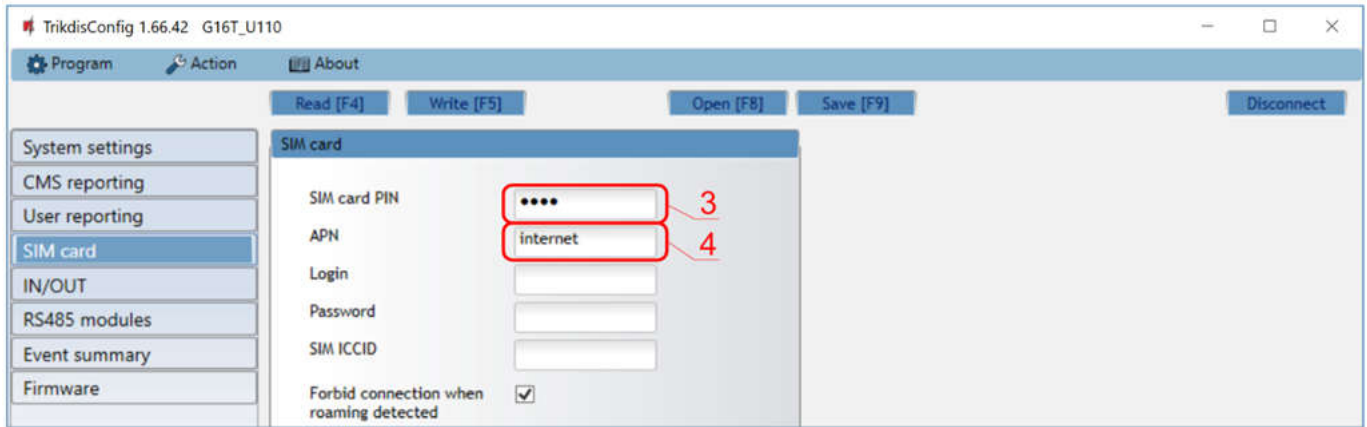 TrikdisConfig 1.66.42 G16T_U110
Program Action About
Read [F4] Write [F5] Open [F8] Save [F9] Disconnect
System settings
CMS reporting
User reporting
SIM card
IN/OUT
RS485 modules
Event summary
Firmware
SIM card
SIM card PIN •••• 3
APN internet 4
Login
Password
SIM ICCID
Forbid connection when
roaming detected